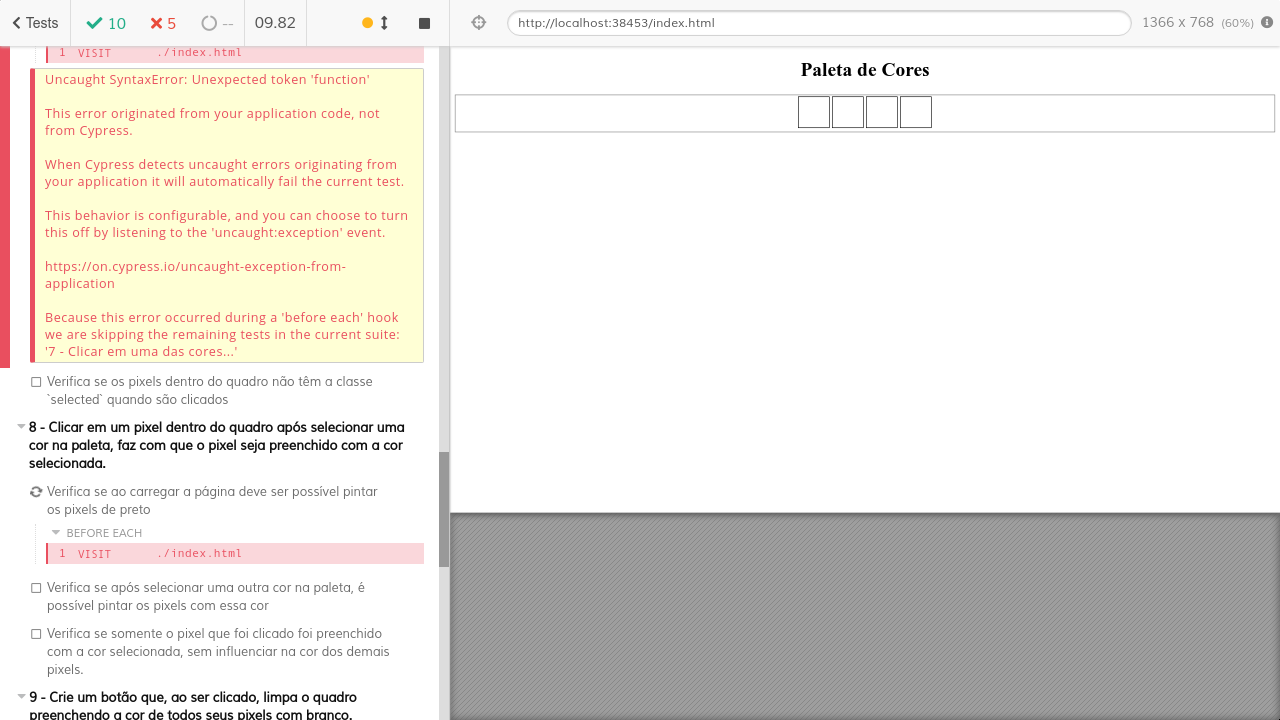 Tests
10
5
--
09.82
http://localhost:38453/index.html
1366 x 768 (60%)
1 VISIT ./index.html
Uncaught SyntaxError: Unexpected token 'function'
This error originated from your application code, not
from Cypress.
When Cypress detects uncaught errors originating from
your application it will automatically fail the current test.
This behavior is configurable, and you can choose to turn
this off by listening to the 'uncaught:exception' event.
https://on.cypress.io/uncaught-exception-from-
application
Because this error occurred during a 'before each' hook
we are skipping the remaining tests in the current suite:
'7 - Clicar em uma das cores...'
Verifica se os pixels dentro do quadro não têm a classe
`selected` quando são clicados
8 - Clicar em um pixel dentro do quadro após selecionar uma
cor na paleta, faz com que o pixel seja preenchido com a cor
selecionada.
Verifica se ao carregar a página deve ser possível pintar
os pixels de preto
BEFORE EACH
1 VISIT ./index.html
Verifica se após selecionar uma outra cor na paleta, é
possível pintar os pixels com essa cor
Verifica se somente o pixel que foi clicado foi preenchido
com a cor selecionada, sem influenciar na cor dos demais
pixels.
9 - Crie um botão que, ao ser clicado, limpa o quadro
preenchendo a cor de todos seus pixels com branco.
Paleta de Cores